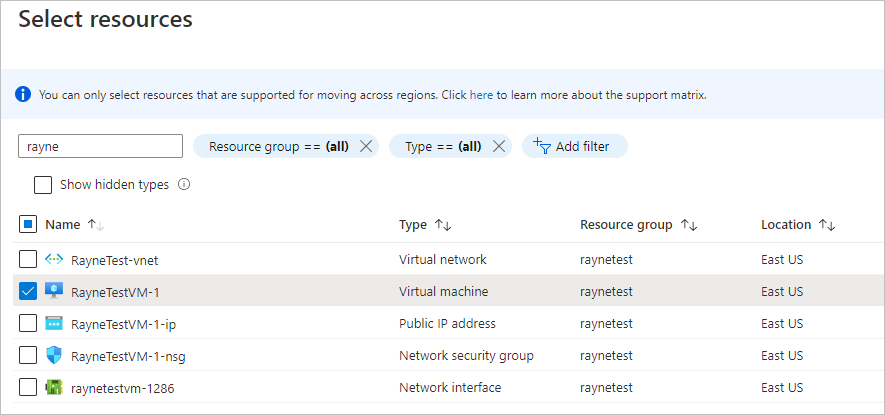 Select resources
You can only select resources that are supported for moving across regions. Click here to learn more about the support matrix.
rayne Resource group == (all) Type == (all) Add filter
Show hidden types
Name Type Resource group Location
RayneTest-vnet Virtual network raynetest East US
RayneTestVM-1 Virtual machine raynetest East US
RayneTestVM-1-ip Public IP address raynetest East US
RayneTestVM-1-nsg Network security group raynetest East US
raynetestvm-1286 Network interface raynetest East US